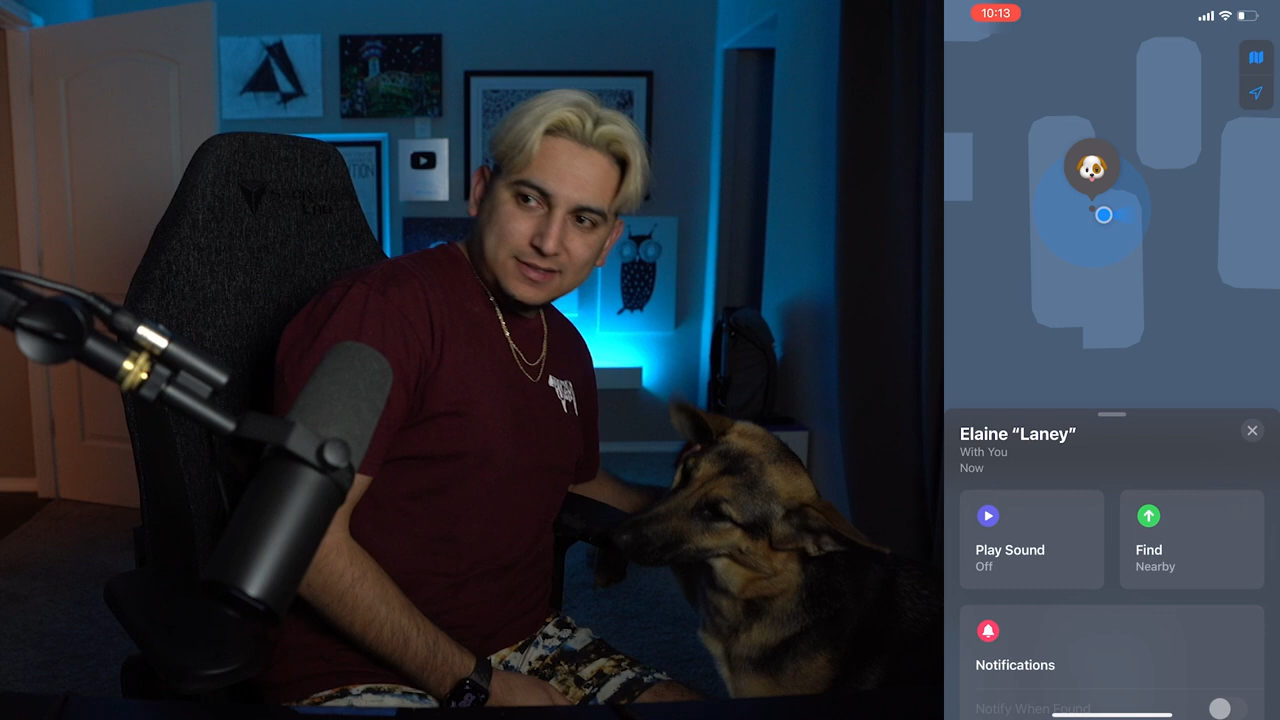 10:13
Elaine “Laney”
With You
Now
Play Sound
Off
Find
Nearby
Notifications
Notify When Found